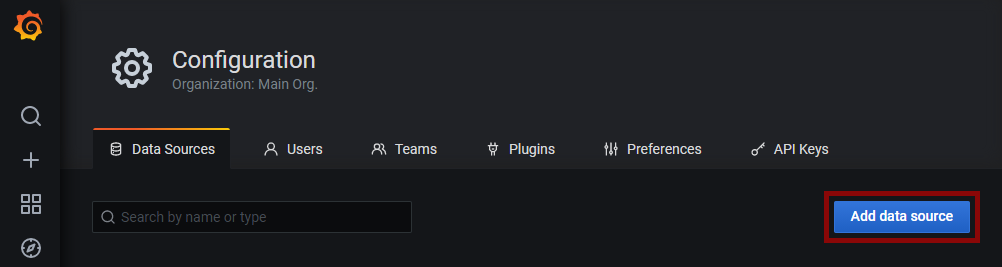 Configuration
Organization: Main Org.
Data Sources
Users
Teams
Plugins
Preferences
API Keys
Search by name or type
Add data source